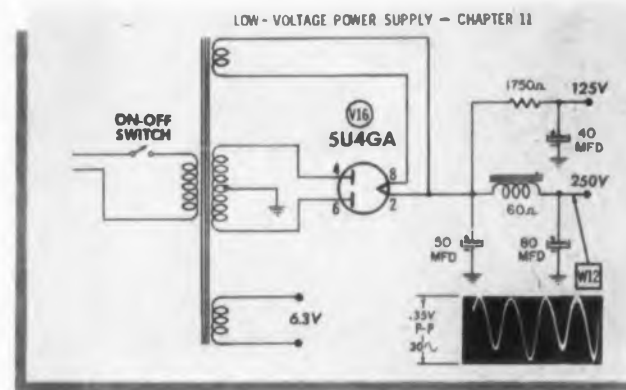 LOW-VOLTAGE POWER SUPPLY — CHAPTER 11
ON-OFF
SWITCH
V16
5U4GA
4
8
6
2
1750Ω
125V
40
MFD
250V
60Ω
50
MFD
80
MFD
W12
6.3V
.35V
P-P